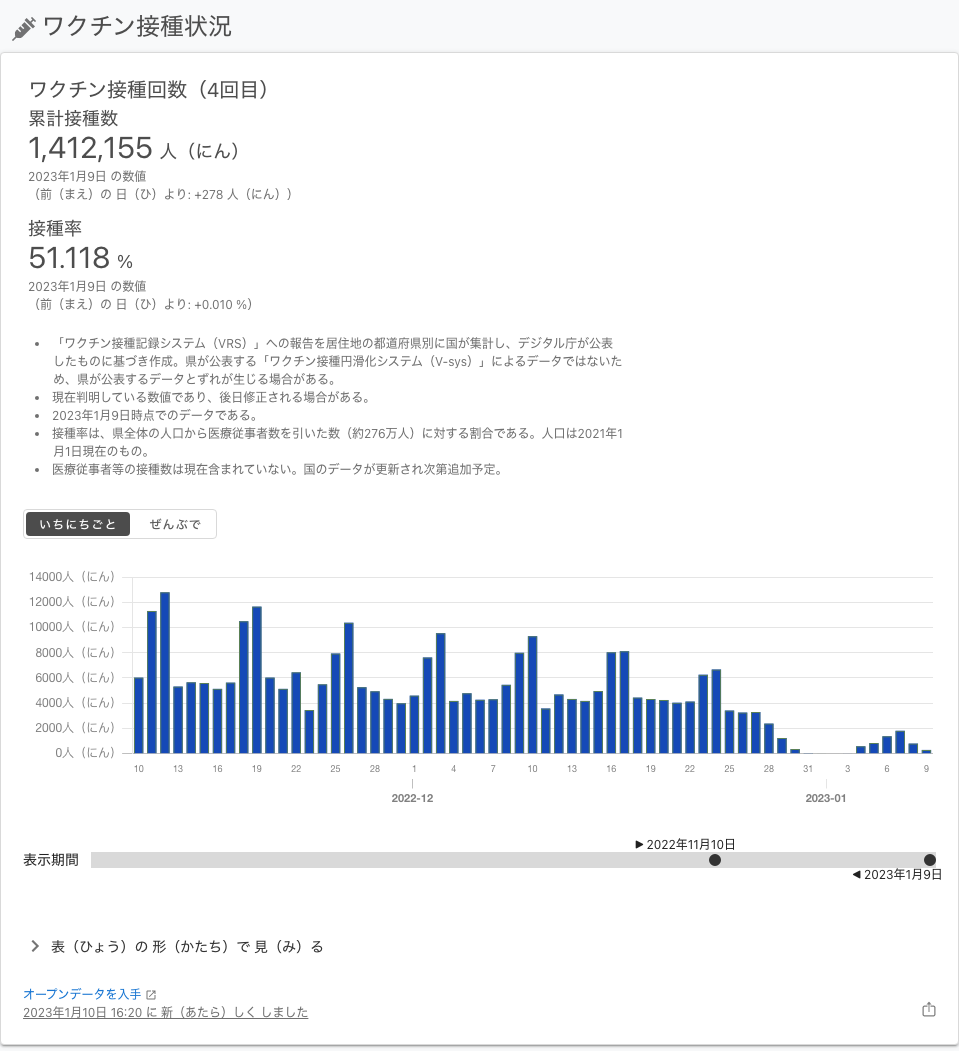 ワクチン接種状況
ワクチン接種回数（4回目）
累計接種数
1,412,155 人（にん）
2023年1月9日 の数値
（前（まえ）の 日（ひ）より: +278 人（にん））
接種率
51.118 %
2023年1月9日 の数値
（前（まえ）の 日（ひ）より: +0.010 %）
• 「ワクチン接種記録システム（VRS）」への報告を居住地の都道府県別に国が集計し、デジタル庁が公表
したものに基づき作成。県が公表する「ワクチン接種円滑化システム（V-sys）」によるデータではないた
め、県が公表するデータとずれが生じる場合がある。
• 現在判明している数値であり、後日修正される場合がある。
• 2023年1月9日時点でのデータである。
• 接種率は、県全体の人口から医療従事者数を引いた数（約276万人）に対する割合である。人口は2021年1
月1日現在のもの。
• 医療従事者等の接種数は現在含まれていない。国のデータが更新され次第追加予定。
いちにちごと ぜんぶで
14000人（にん）
12000人（にん）
10000人（にん）
8000人（にん）
6000人（にん）
4000人（にん）
2000人（にん）
0人（にん）
10 13 16 19 22 25 28 1 4 7 10 13 16 19 22 25 28 31 3 6 9
2022-12 2023-01
▶ 2022年11月10日
表示期間
◀ 2023年1月9日
表（ひょう）の 形（かたち）で 見（み）る
オープンデータを入手
2023年1月10日 16:20 に 新（あたら）しく しました